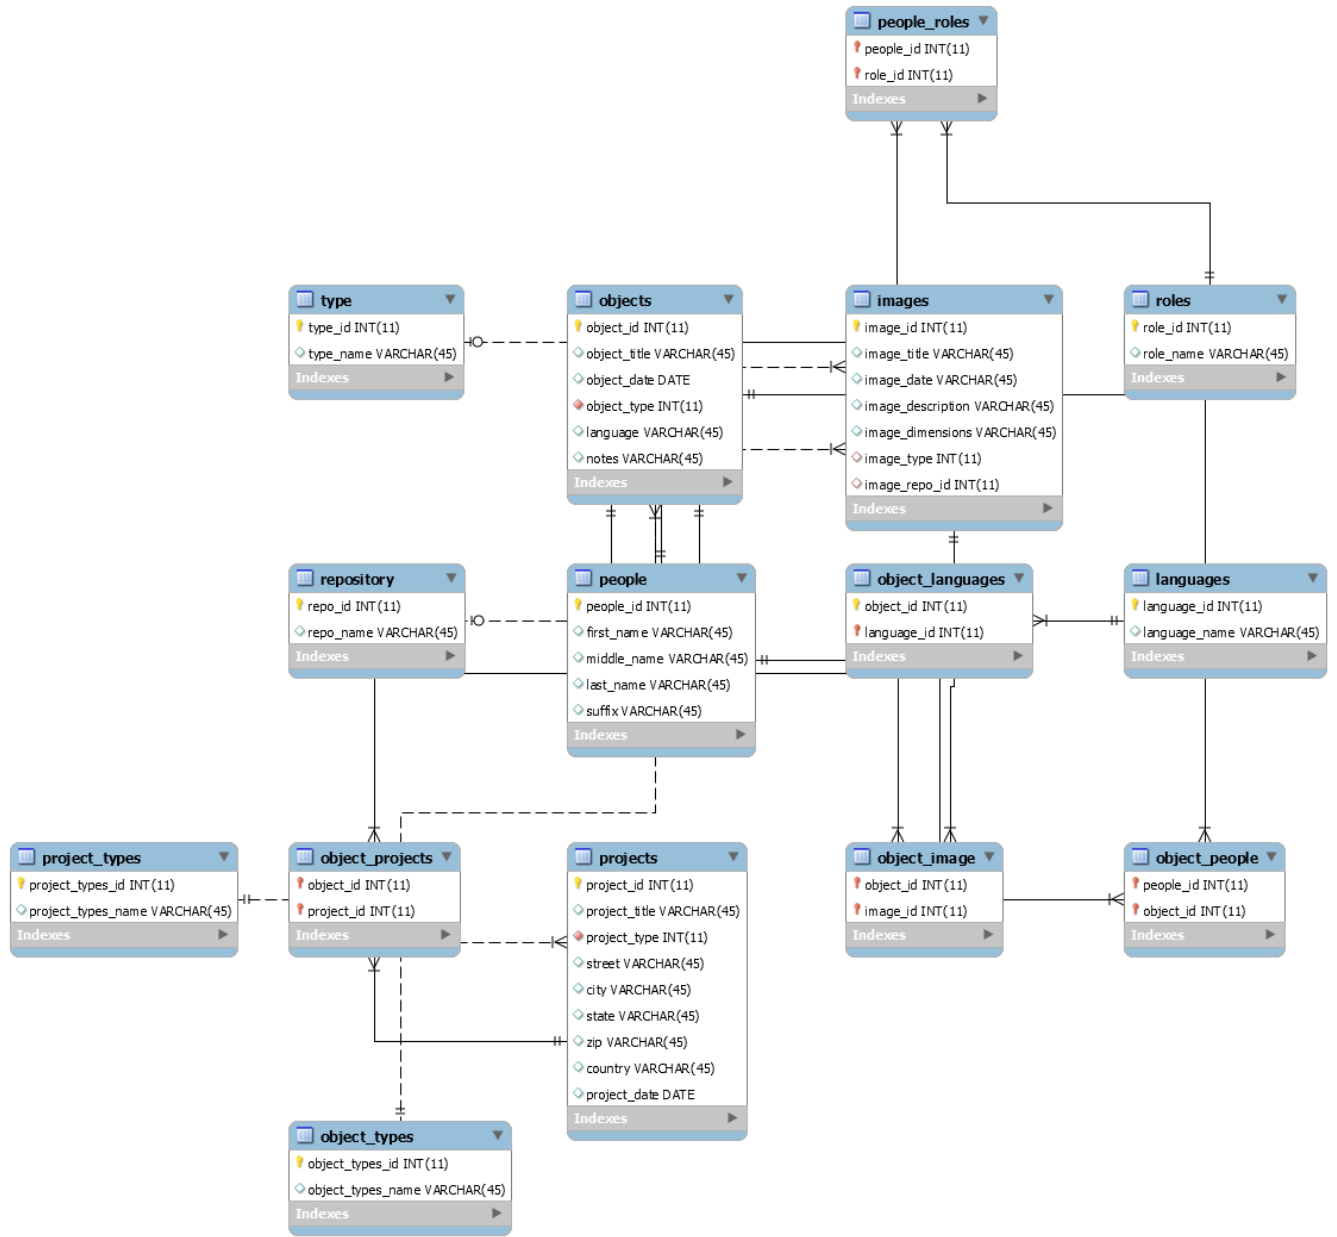 people_roles
people_id INT(11)
role_id INT(11)
Indexes
type
type_id INT(11)
type_name VARCHAR(45)
Indexes
objects
object_id INT(11)
object_title VARCHAR(45)
object_date DATE
object_type INT(11)
language VARCHAR(45)
notes VARCHAR(45)
Indexes
images
image_id INT(11)
image_title VARCHAR(45)
image_date VARCHAR(45)
image_description VARCHAR(45)
image_dimensions VARCHAR(45)
image_type INT(11)
image_repo_id INT(11)
Indexes
roles
role_id INT(11)
role_name VARCHAR(45)
Indexes
repository
repo_id INT(11)
repo_name VARCHAR(45)
Indexes
people
people_id INT(11)
first_name VARCHAR(45)
middle_name VARCHAR(45)
last_name VARCHAR(45)
suffix VARCHAR(45)
Indexes
object_languages
object_id INT(11)
language_id INT(11)
Indexes
languages
language_id INT(11)
language_name VARCHAR(45)
Indexes
project_types
project_types_id INT(11)
project_types_name VARCHAR(45)
Indexes
object_projects
object_id INT(11)
project_id INT(11)
Indexes
projects
project_id INT(11)
project_title VARCHAR(45)
project_type INT(11)
street VARCHAR(45)
city VARCHAR(45)
state VARCHAR(45)
zip VARCHAR(45)
country VARCHAR(45)
project_date DATE
Indexes
object_image
object_id INT(11)
image_id INT(11)
Indexes
object_people
people_id INT(11)
object_id INT(11)
Indexes
object_types
object_types_id INT(11)
object_types_name VARCHAR(45)
Indexes